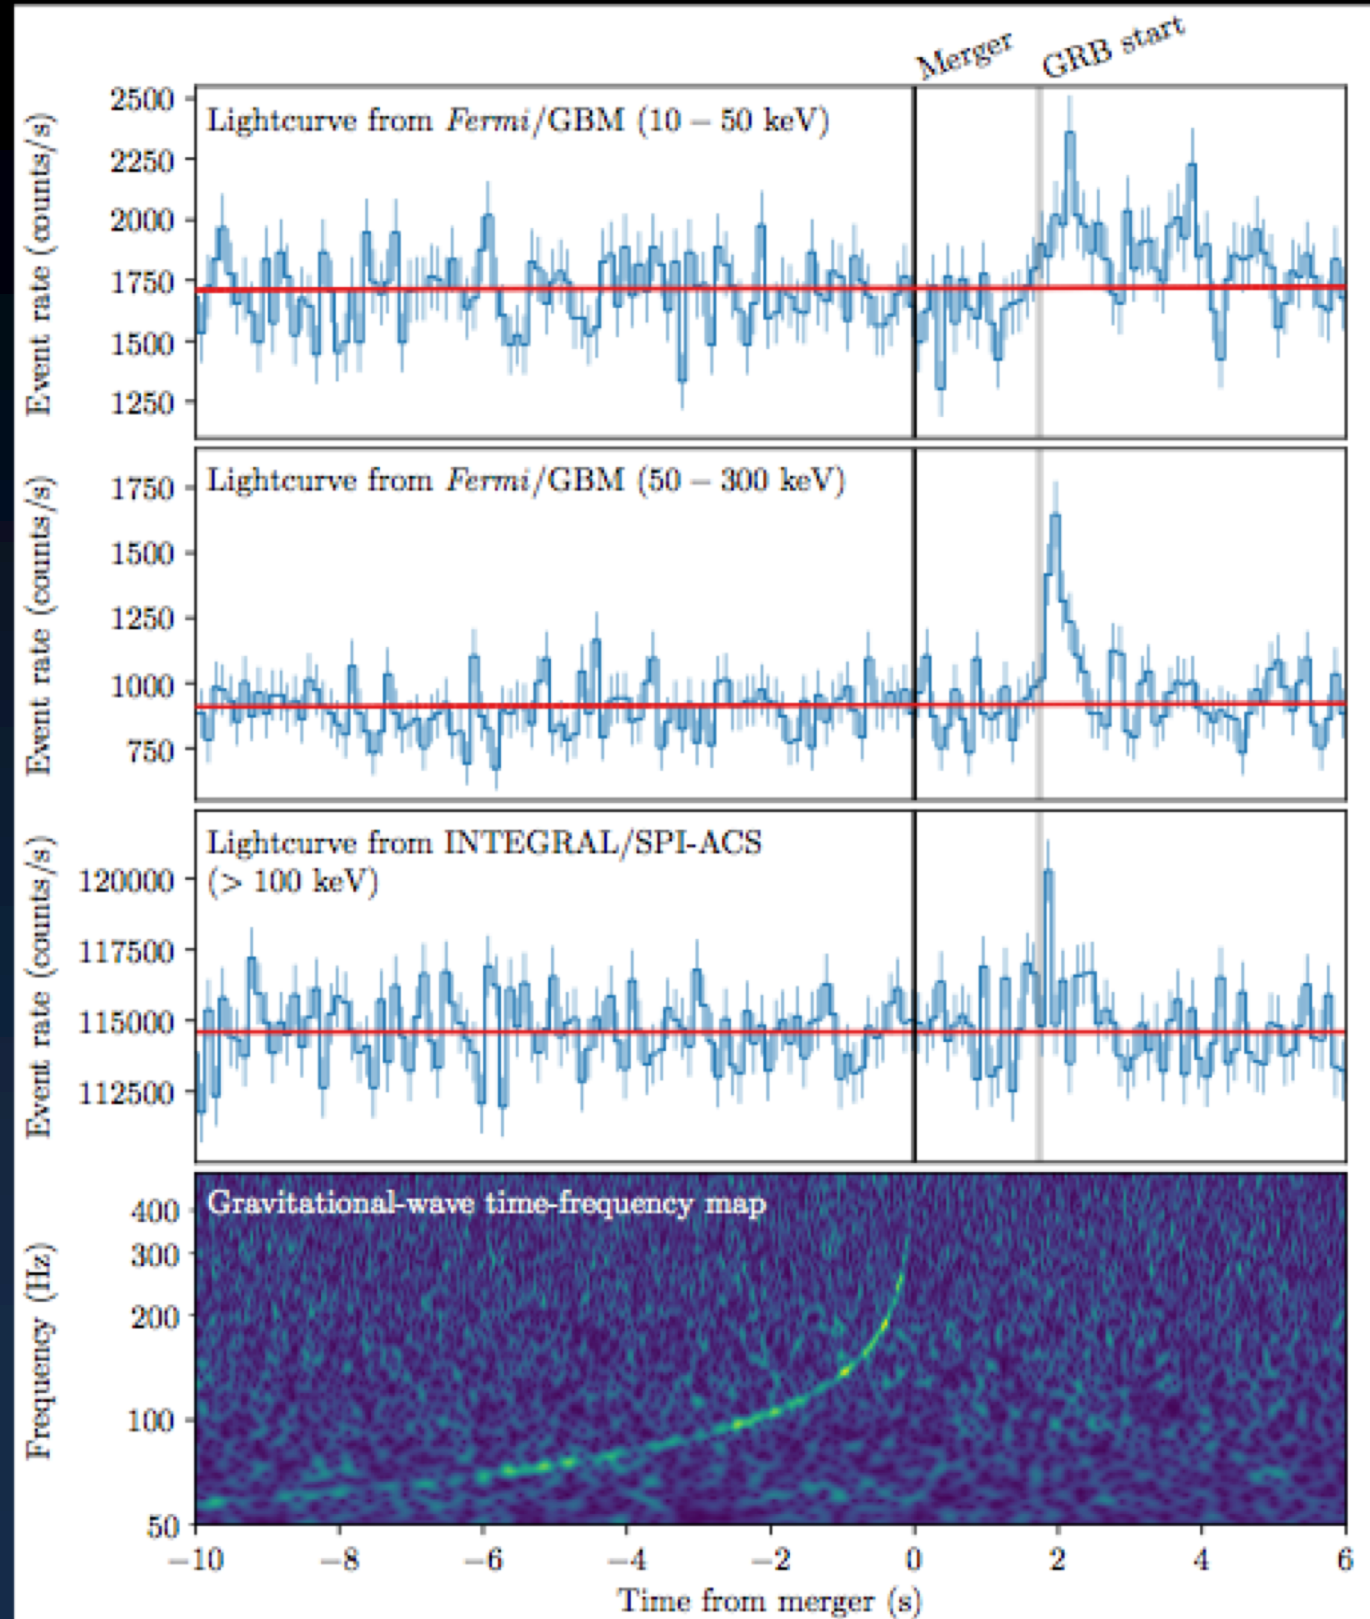 Merger
GRB start
Event rate (counts/s)
2500
2250
2000
1750
1500
1250
Lightcurve from Fermi/GBM (10 − 50 keV)
Event rate (counts/s)
1750
1500
1250
1000
750
Lightcurve from Fermi/GBM (50 − 300 keV)
Event rate (counts/s)
120000
117500
115000
112500
Lightcurve from INTEGRAL/SPI-ACS
(> 100 keV)
Frequency (Hz)
400
300
200
100
50
Gravitational-wave time-frequency map
−10 −8 −6 −4 −2 0 2 4 6
Time from merger (s)